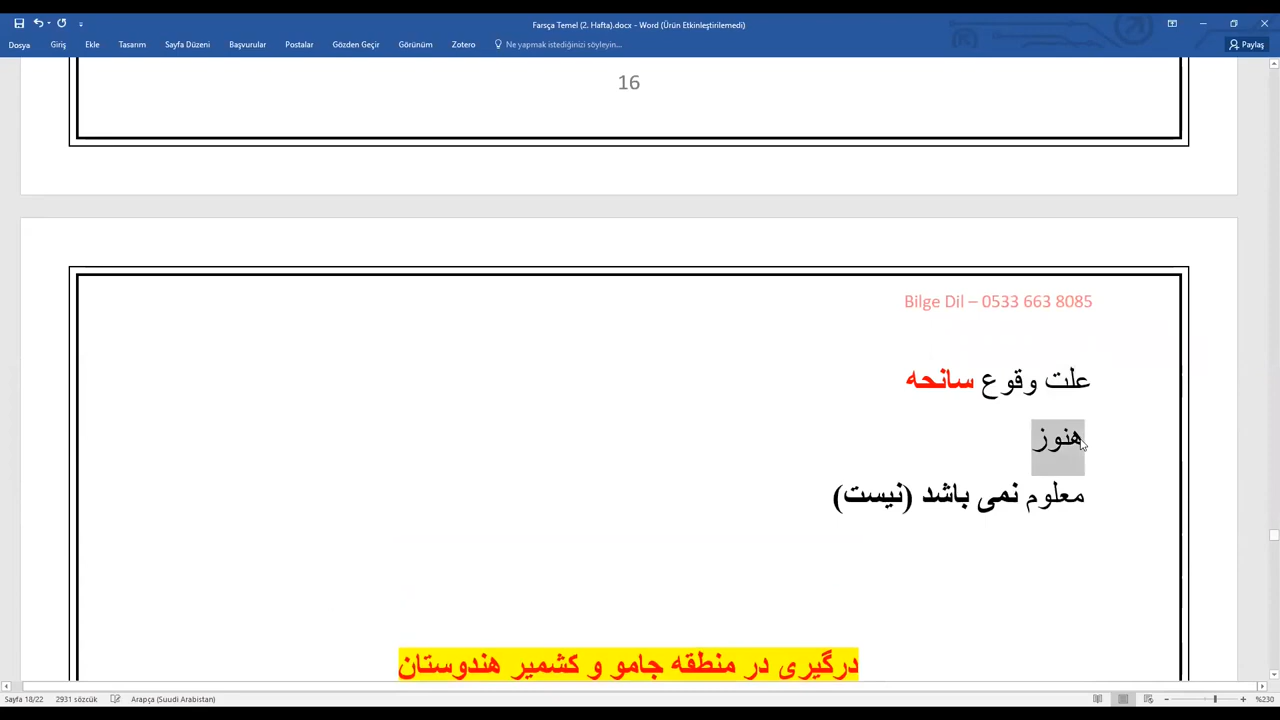 Farsça Temel (2. Hafta).docx - Word (Ürün Etkinleştirilemedi)
Dosya Giriş Ekle Tasarım Sayfa Düzeni Başvurular Postalar Gözden Geçir Görünüm Zotero Ne yapmak istediğinizi söyleyin... Paylaş
16
Bilge Dil – 0533 663 8085
علت وقوع سانحه
هنوز
معلوم نمی باشد (نیست)
درگیری در منطقه جامو و کشمیر هندوستان
Sayfa 18/22 2931 sözcük Arapça (Suudi Arabistan) %230